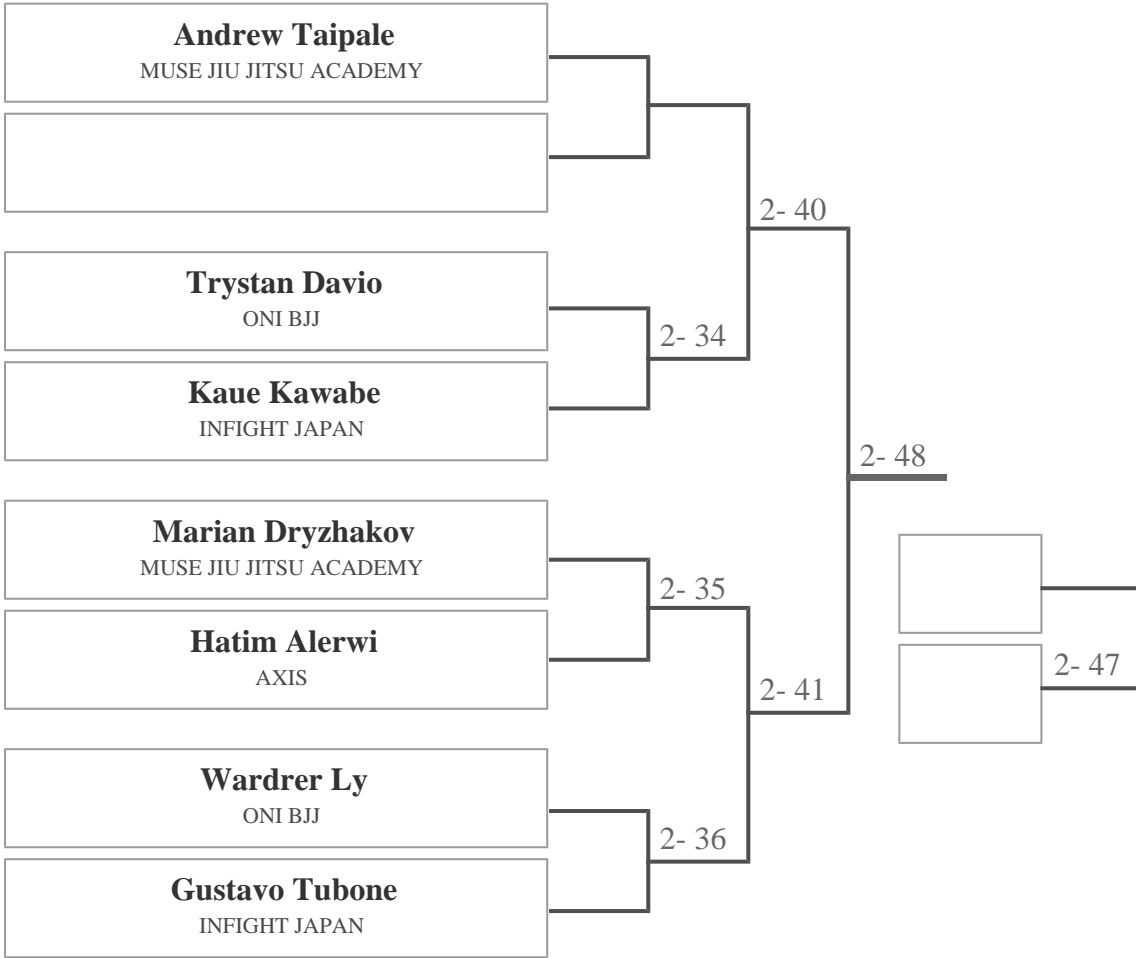 Andrew Taipale
MUSE JIU JITSU ACADEMY
2- 40
Trystan Davio
ONI BJJ
2- 34
Kaue Kawabe
INFIGHT JAPAN
2- 48
Marian Dryzhakov
MUSE JIU JITSU ACADEMY
2- 35
Hatim Alerwi
AXIS
2- 41
2- 47
Wardrer Ly
ONI BJJ
2- 36
Gustavo Tubone
INFIGHT JAPAN